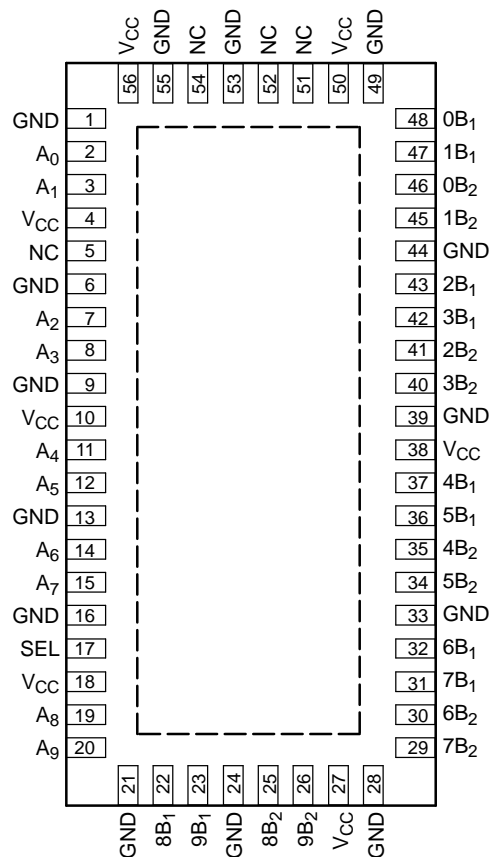 VCC GND NC GND NC NC VCC GND
56 55 54 53 52 51 50 49
GND 1 48 0B1
A0 2 47 1B1
A1 3 46 0B2
VCC 4 45 1B2
NC 5 44 GND
GND 6 43 2B1
A2 7 42 3B1
A3 8 41 2B2
GND 9 40 3B2
VCC 10 39 GND
A4 11 38 VCC
A5 12 37 4B1
GND 13 36 5B1
A6 14 35 4B2
A7 15 34 5B2
GND 16 33 GND
SEL 17 32 6B1
VCC 18 31 7B1
A8 19 30 6B2
A9 20 29 7B2
21 22 23 24 25 26 27 28
GND 8B1 9B1 GND 8B2 9B2 VCC GND